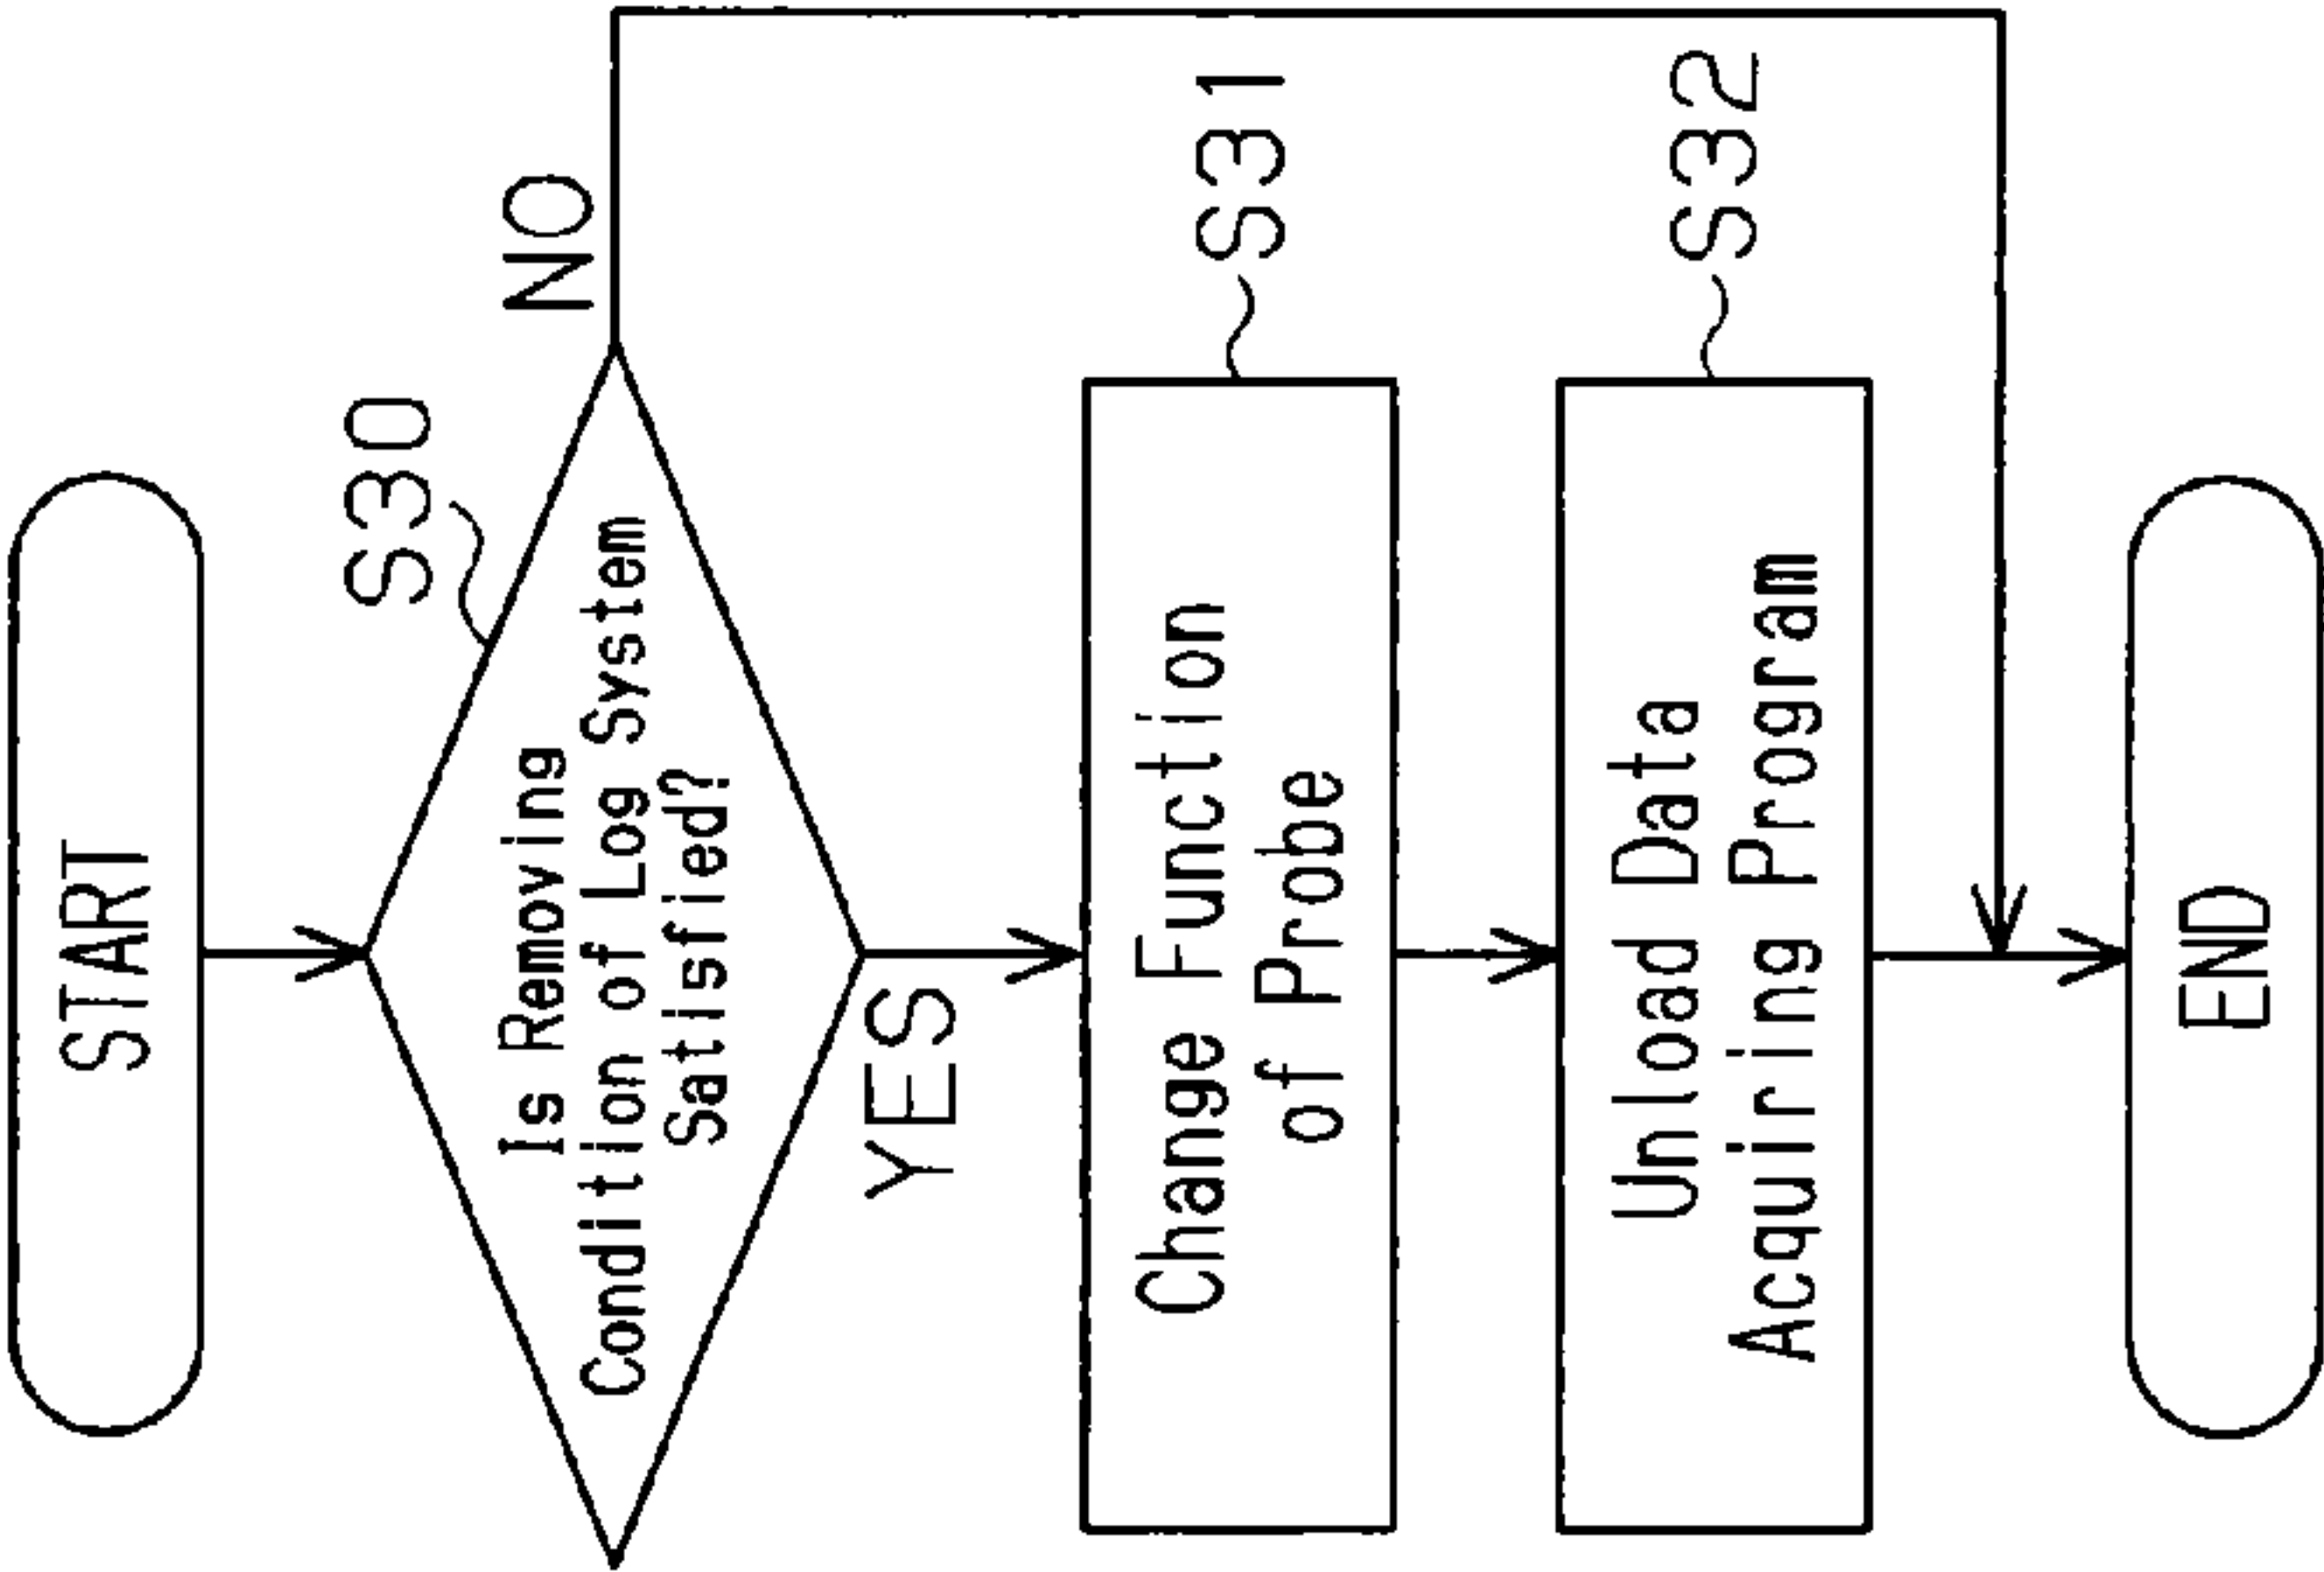 START
S30
Is Removing
Condition of Log System
Satisfied?
NO
YES
Change Function
of Probe
S31
Unload Data
Acquiring Program
S32
END